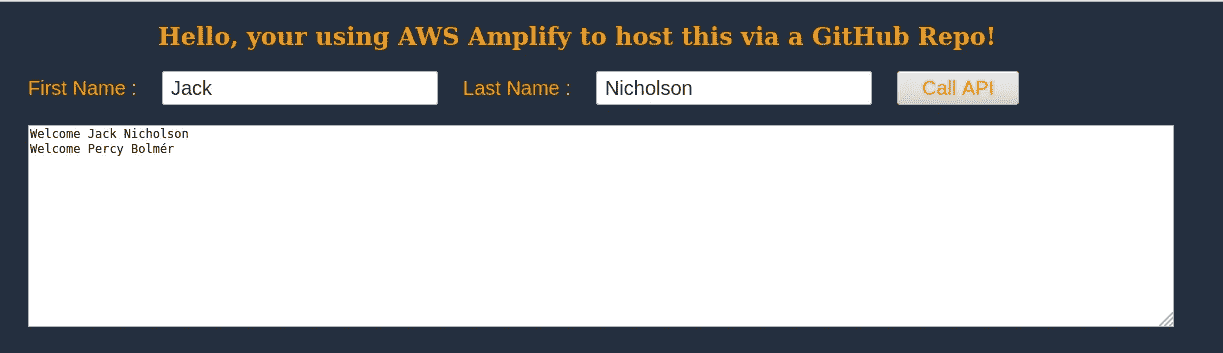 Hello, your using AWS Amplify to host this via a GitHub Repo!
First Name : Jack Last Name : Nicholson Call API
Welcome Jack Nicholson
Welcome Percy Bolmér